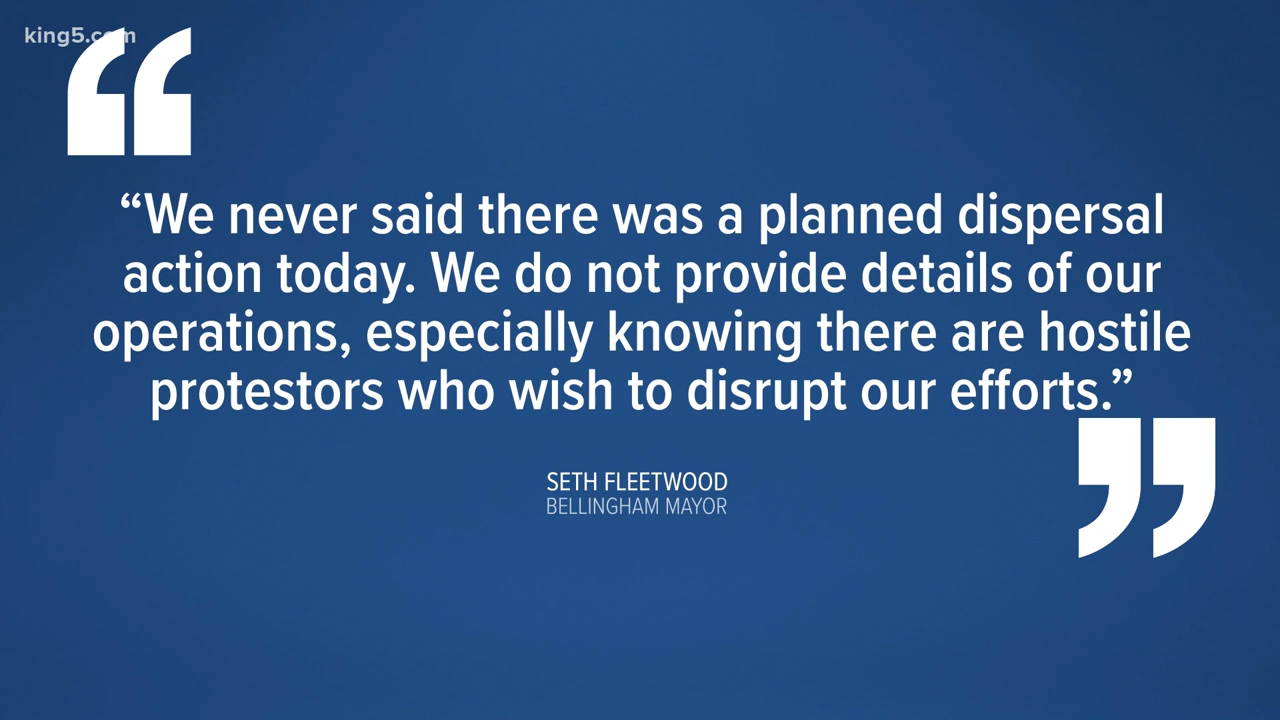 king5.com
“We never said there was a planned dispersal
action today. We do not provide details of our
operations, especially knowing there are hostile
protestors who wish to disrupt our efforts.”
SETH FLEETWOOD
BELLINGHAM MAYOR